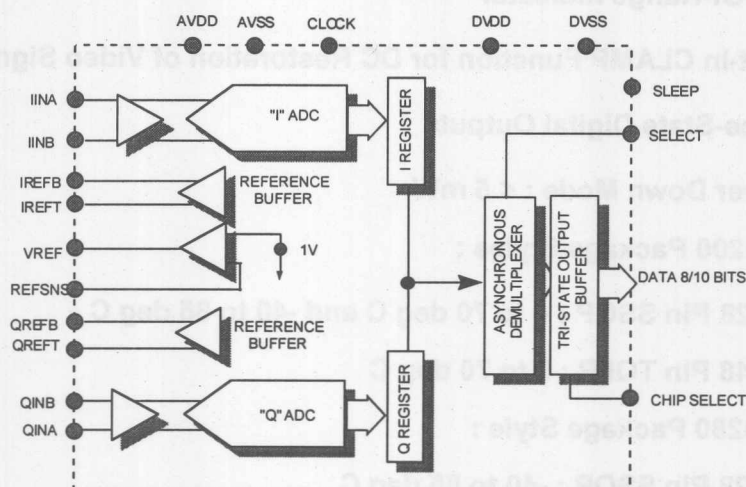 AVDD AVSS CLOCK DVDD DVSS
IINA
IINB
"I" ADC
I REGISTER
SLEEP
SELECT
IREFB
IREFT
REFERENCE
BUFFER
VREF
1V
REFSNS
QREFB
QREFT
REFERENCE
BUFFER
ASYNCHRONOUS
DEMULTIPLEXER
TRI-STATE OUTPUT
BUFFER
DATA 8/10 BITS
QINB
QINA
"Q" ADC
Q REGISTER
CHIP SELECT